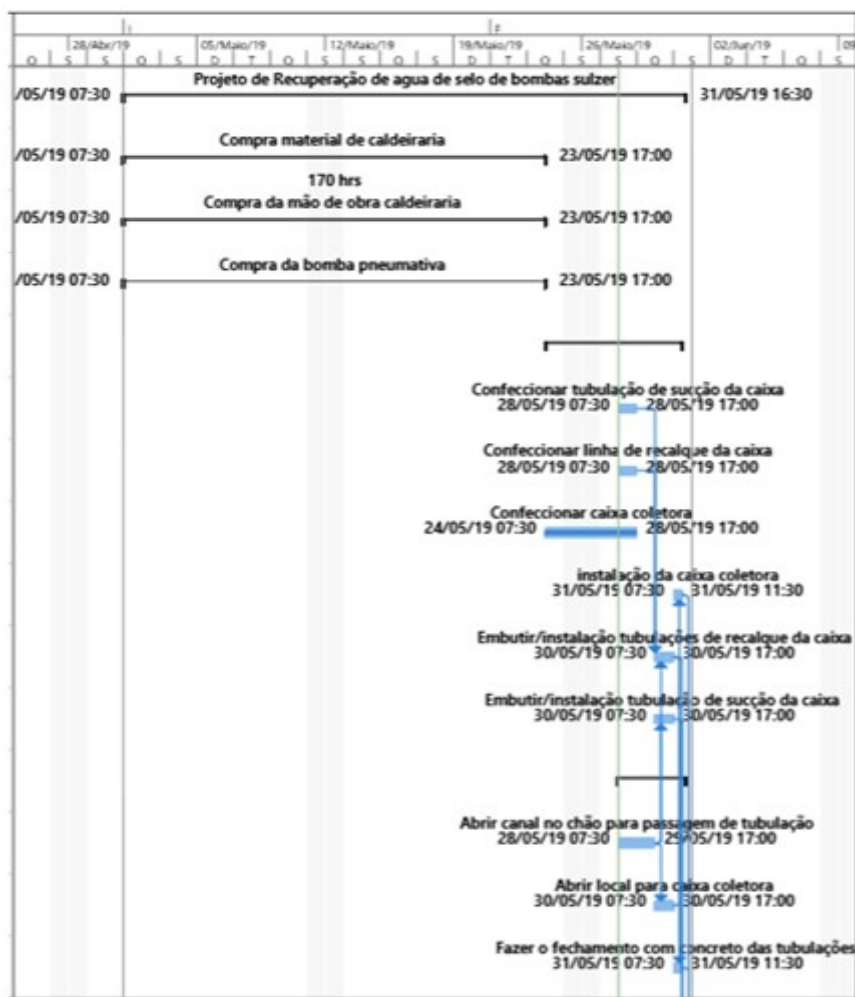 28/Abr/19 05/Maio/19 12/Maio/19 19/Maio/19 26/Maio/19 02/Jun/19 09
Q S S Q S D T Q S S Q S D T Q S S Q S D T Q S
Projeto de Recuperação de agua de selo de bombas sulzer
/05/19 07:30 31/05/19 16:30
Compra material de caldeiraria
/05/19 07:30 23/05/19 17:00
170 hrs
Compra da mão de obra caldeiraria
/05/19 07:30 23/05/19 17:00
Compra da bomba pneumativa
/05/19 07:30 23/05/19 17:00
Confeccionar tubulação de sucção da caixa
28/05/19 07:30 28/05/19 17:00
Confeccionar linha de recalque da caixa
28/05/19 07:30 28/05/19 17:00
Confeccionar caixa coletora
24/05/19 07:30 28/05/19 17:00
instalação da caixa coletora
31/05/19 07:30 31/05/19 11:30
Embutir/instalação tubulações de recalque da caixa
30/05/19 07:30 30/05/19 17:00
Embutir/instalação tubulação de sucção da caixa
30/05/19 07:30 30/05/19 17:00
Abrir canal no chão para passagem de tubulação
28/05/19 07:30 29/05/19 17:00
Abrir local para caixa coletora
30/05/19 07:30 30/05/19 17:00
Fazer o fechamento com concreto das tubulações
31/05/19 07:30 31/05/19 11:30